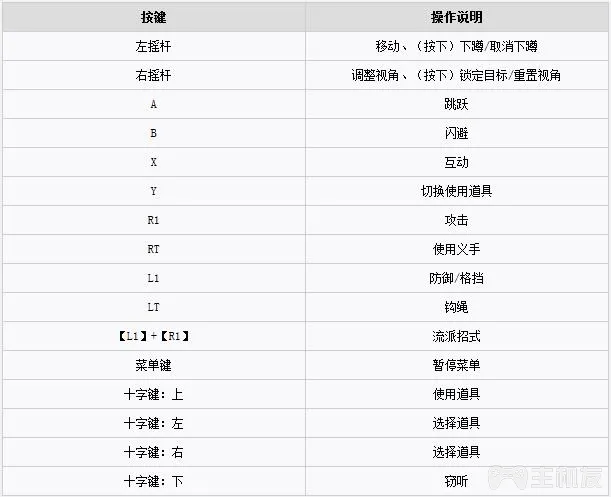 按键 操作说明
左摇杆 移动、（按下）下蹲/取消下蹲
右摇杆 调整视角、（按下）锁定目标/重置视角
A 跳跃
B 闪避
X 互动
Y 切换使用道具
R1 攻击
RT 使用义手
L1 防御/格挡
LT 钩绳
【L1】+【R1】 流派招式
菜单键 暂停菜单
十字键：上 使用道具
十字键：左 选择道具
十字键：右 选择道具
十字键：下 窃听
主机友